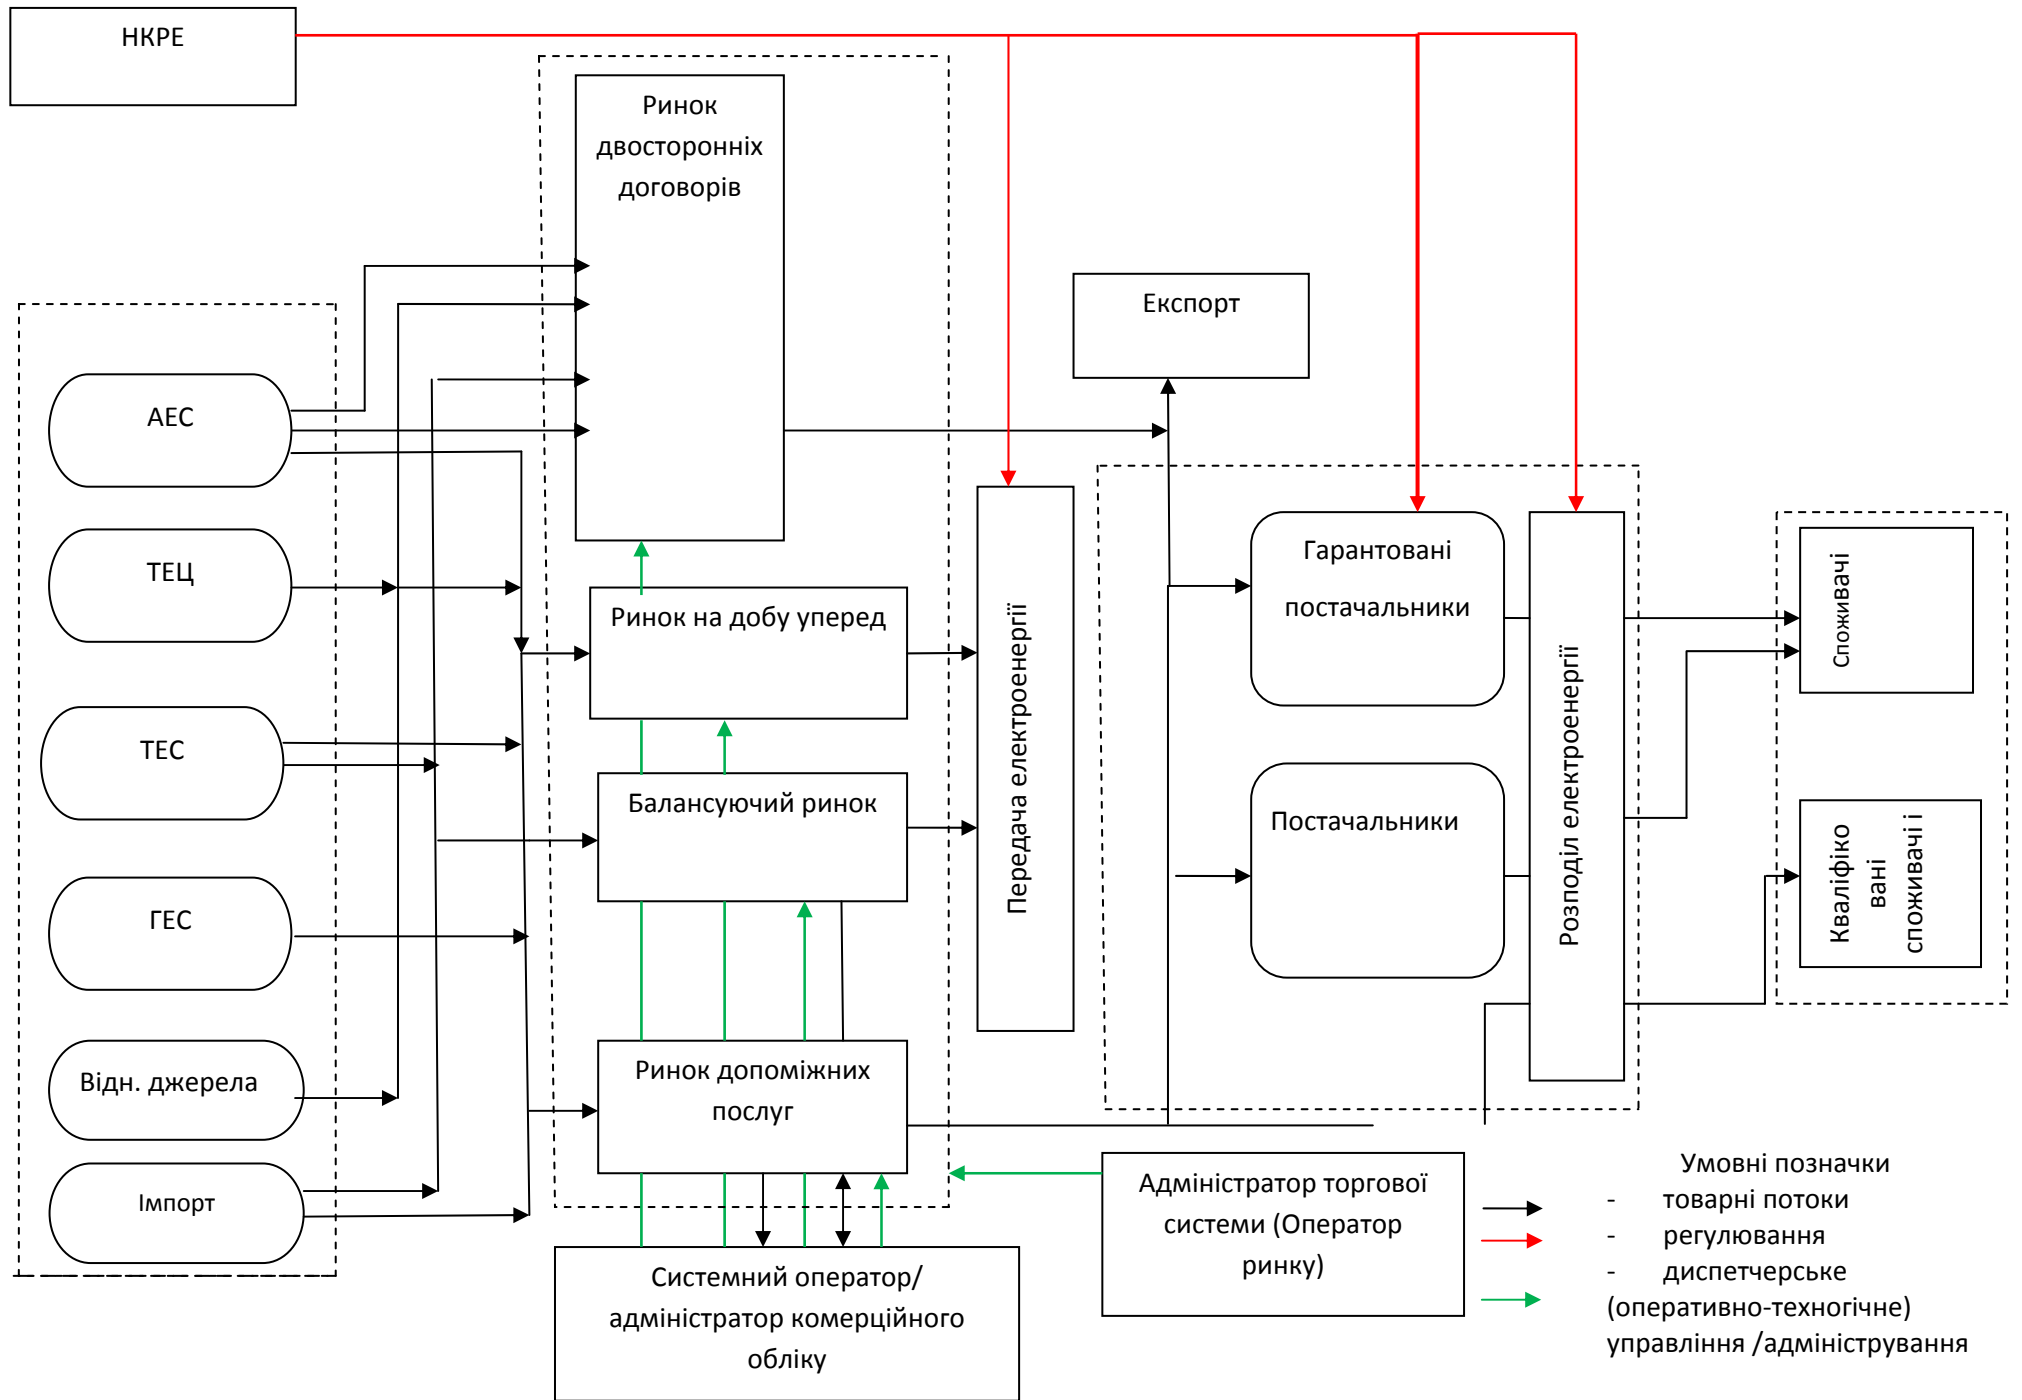 НКРЕ
Ринок
двосторонніх
договорів
Експорт
АЕС
ТЕЦ
ТЕС
ГЕС
Відн. джерела
Імпорт
Ринок на добу уперед
Балансуючий ринок
Ринок допоміжних
послуг
Передача електроенергії
Гарантовані
постачальники
Постачальники
Розподіл електроенергії
Споживачі
Кваліфіко
вані
споживачі і
Системний оператор/
адміністратор комерційного
обліку
Адміністратор торгової
системи (Оператор
ринку)
Умовні позначки
- товарні потоки
- регулювання
- диспетчерське
(оперативно-техногічне)
управління /адміністрування